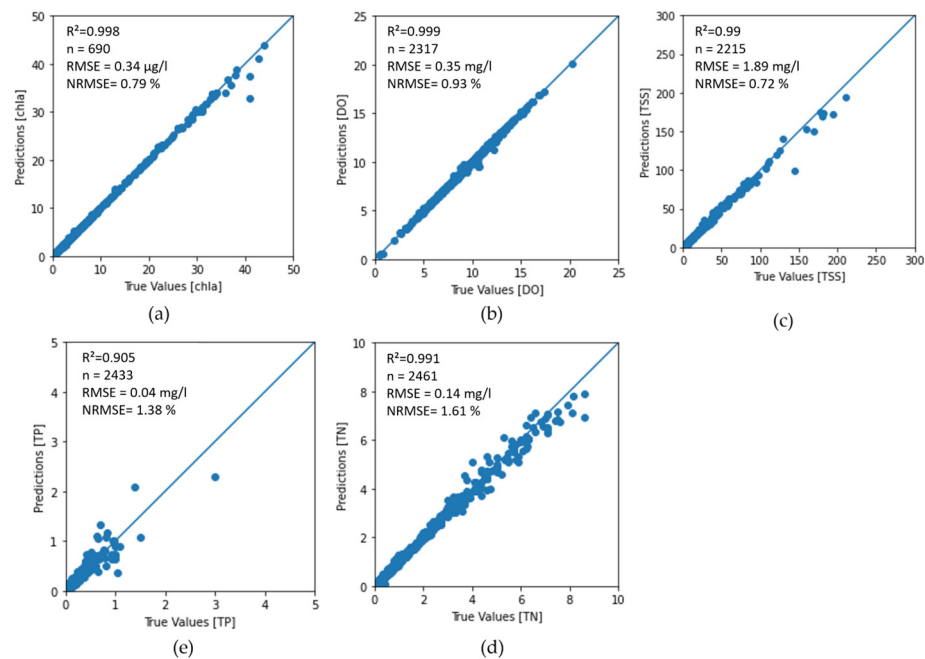 R²=0.998
n = 690
RMSE = 0.34 µg/l
NRMSE= 0.79 %
Predictions [chla]
50
40
30
20
10
0
0 10 20 30 40 50
True Values [chla]
(a)
R²=0.999
n = 2317
RMSE = 0.35 mg/l
NRMSE= 0.93 %
Predictions [DO]
25
20
15
10
5
0
0 5 10 15 20 25
True Values [DO]
(b)
R²=0.99
n = 2215
RMSE = 1.89 mg/l
NRMSE= 0.72 %
Predictions [TSS]
300
250
200
150
100
50
0
0 50 100 150 200 250 300
True Values [TSS]
(c)
R²=0.905
n = 2433
RMSE = 0.04 mg/l
NRMSE= 1.38 %
Predictions [TP]
5
4
3
2
1
0
0 1 2 3 4 5
True Values [TP]
(e)
R²=0.991
n = 2461
RMSE = 0.14 mg/l
NRMSE= 1.61 %
Predictions [TN]
10
8
6
4
2
0
0 2 4 6 8 10
True Values [TN]
(d)